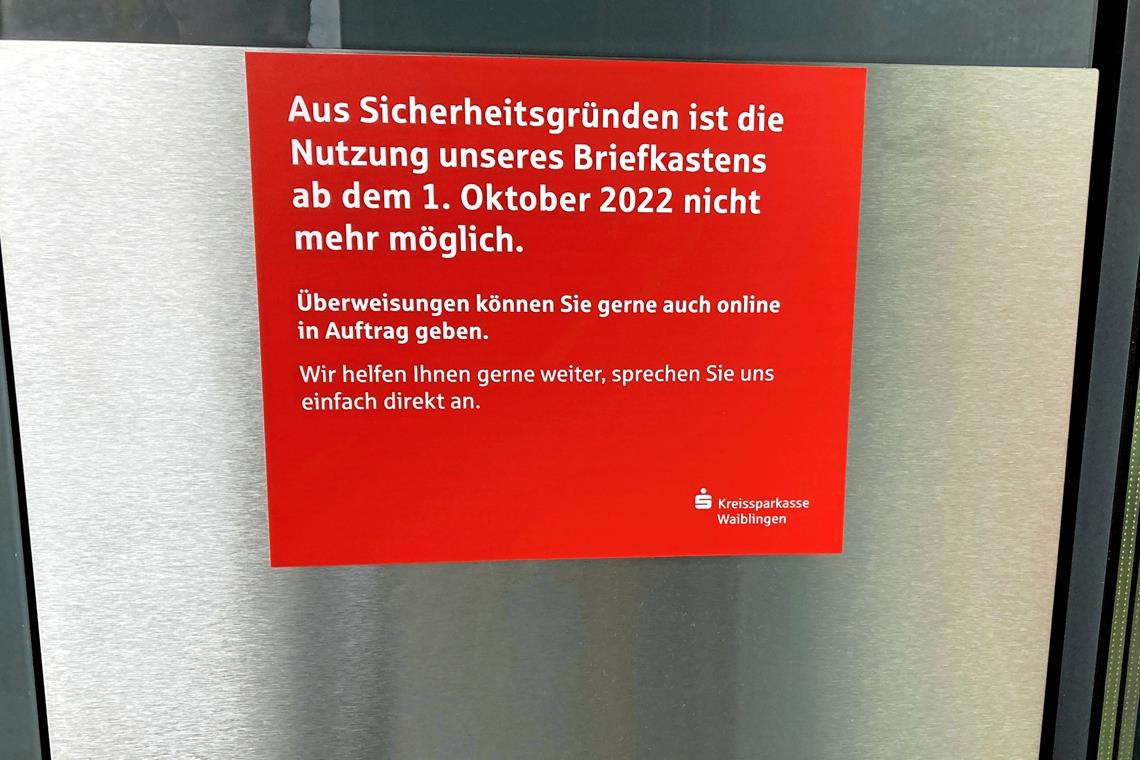 Aus Sicherheitsgründen ist die
Nutzung unseres Briefkastens
ab dem 1. Oktober 2022 nicht
mehr möglich.
Überweisungen können Sie gerne auch online
in Auftrag geben.
Wir helfen Ihnen gerne weiter, sprechen Sie uns
einfach direkt an.
Kreissparkasse
Waiblingen